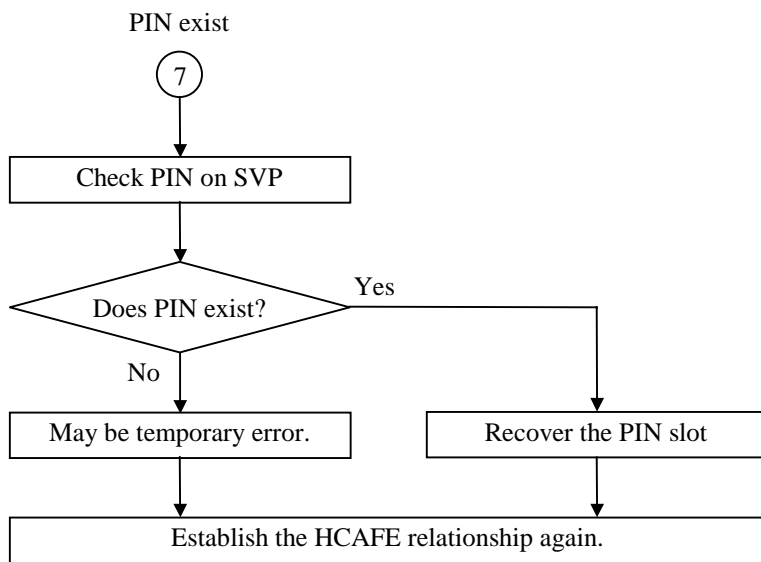 PIN exist
7
Check PIN on SVP
Does PIN exist?
Yes
No
May be temporary error.
Recover the PIN slot
Establish the HCAFE relationship again.